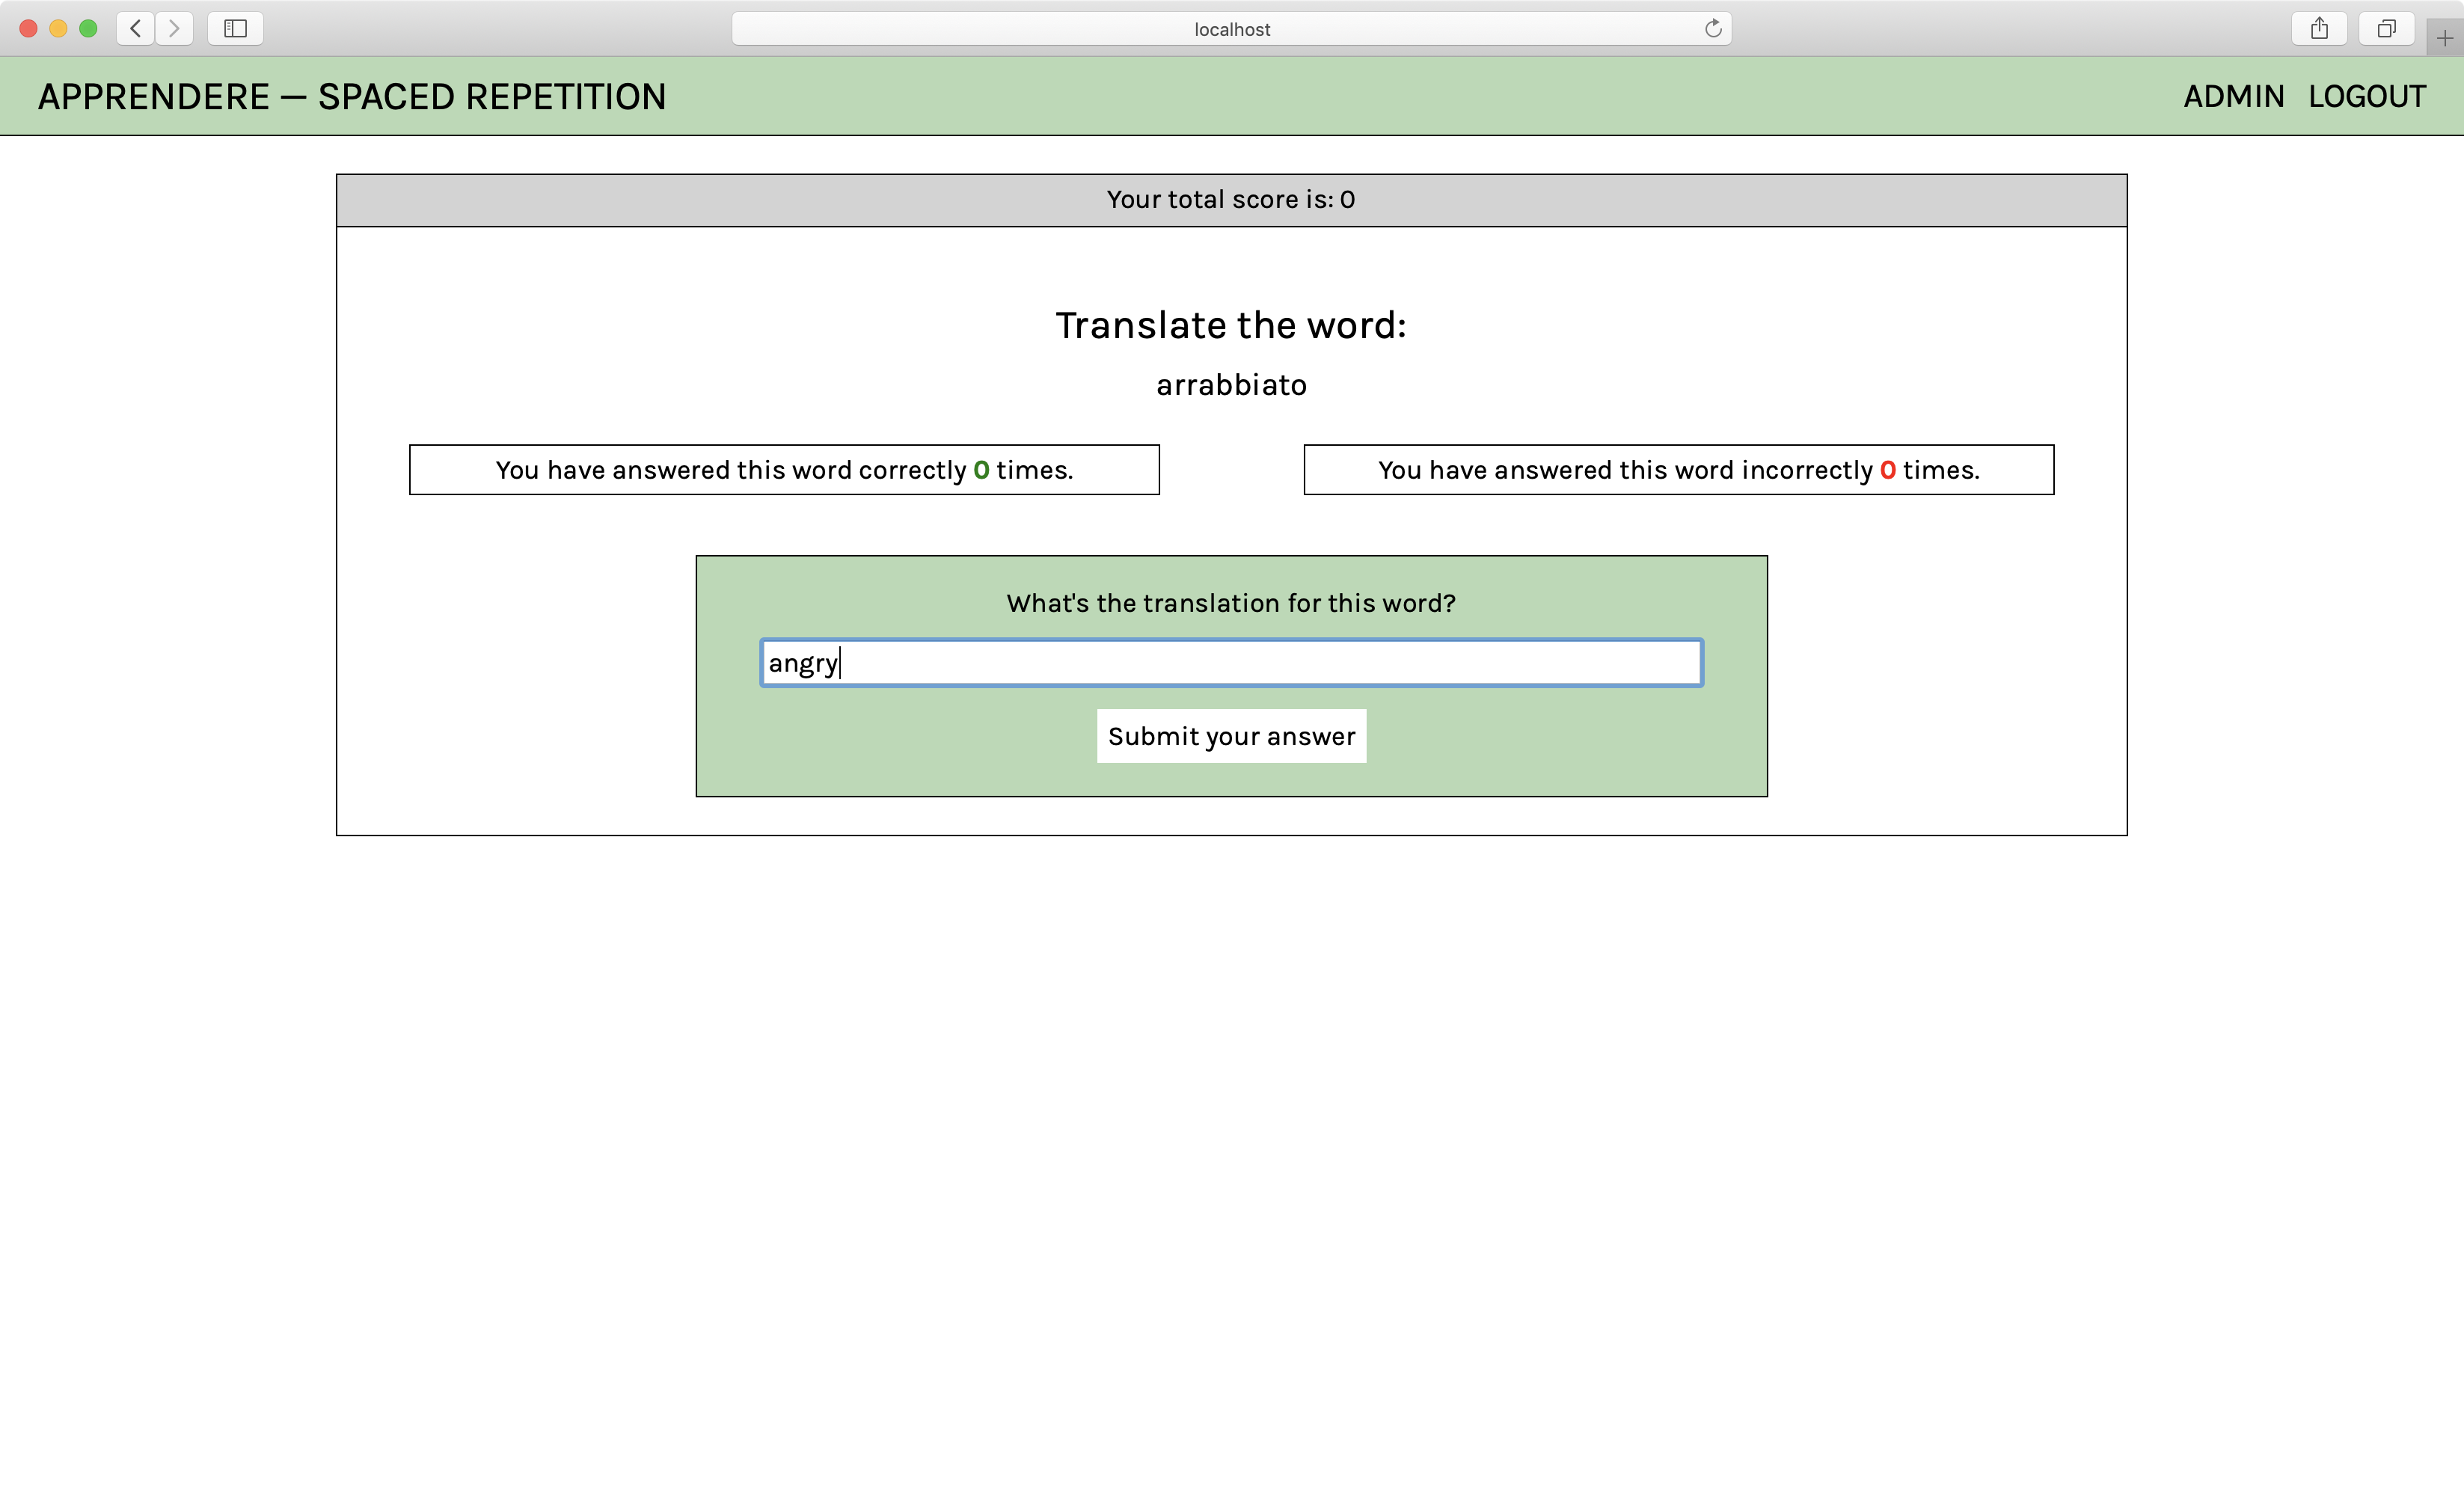 localhost
APPRENDERE — SPACED REPETITION
ADMIN LOGOUT
Your total score is: 0
Translate the word:
arrabbiato
You have answered this word correctly 0 times.
You have answered this word incorrectly 0 times.
What's the translation for this word?
angry
Submit your answer